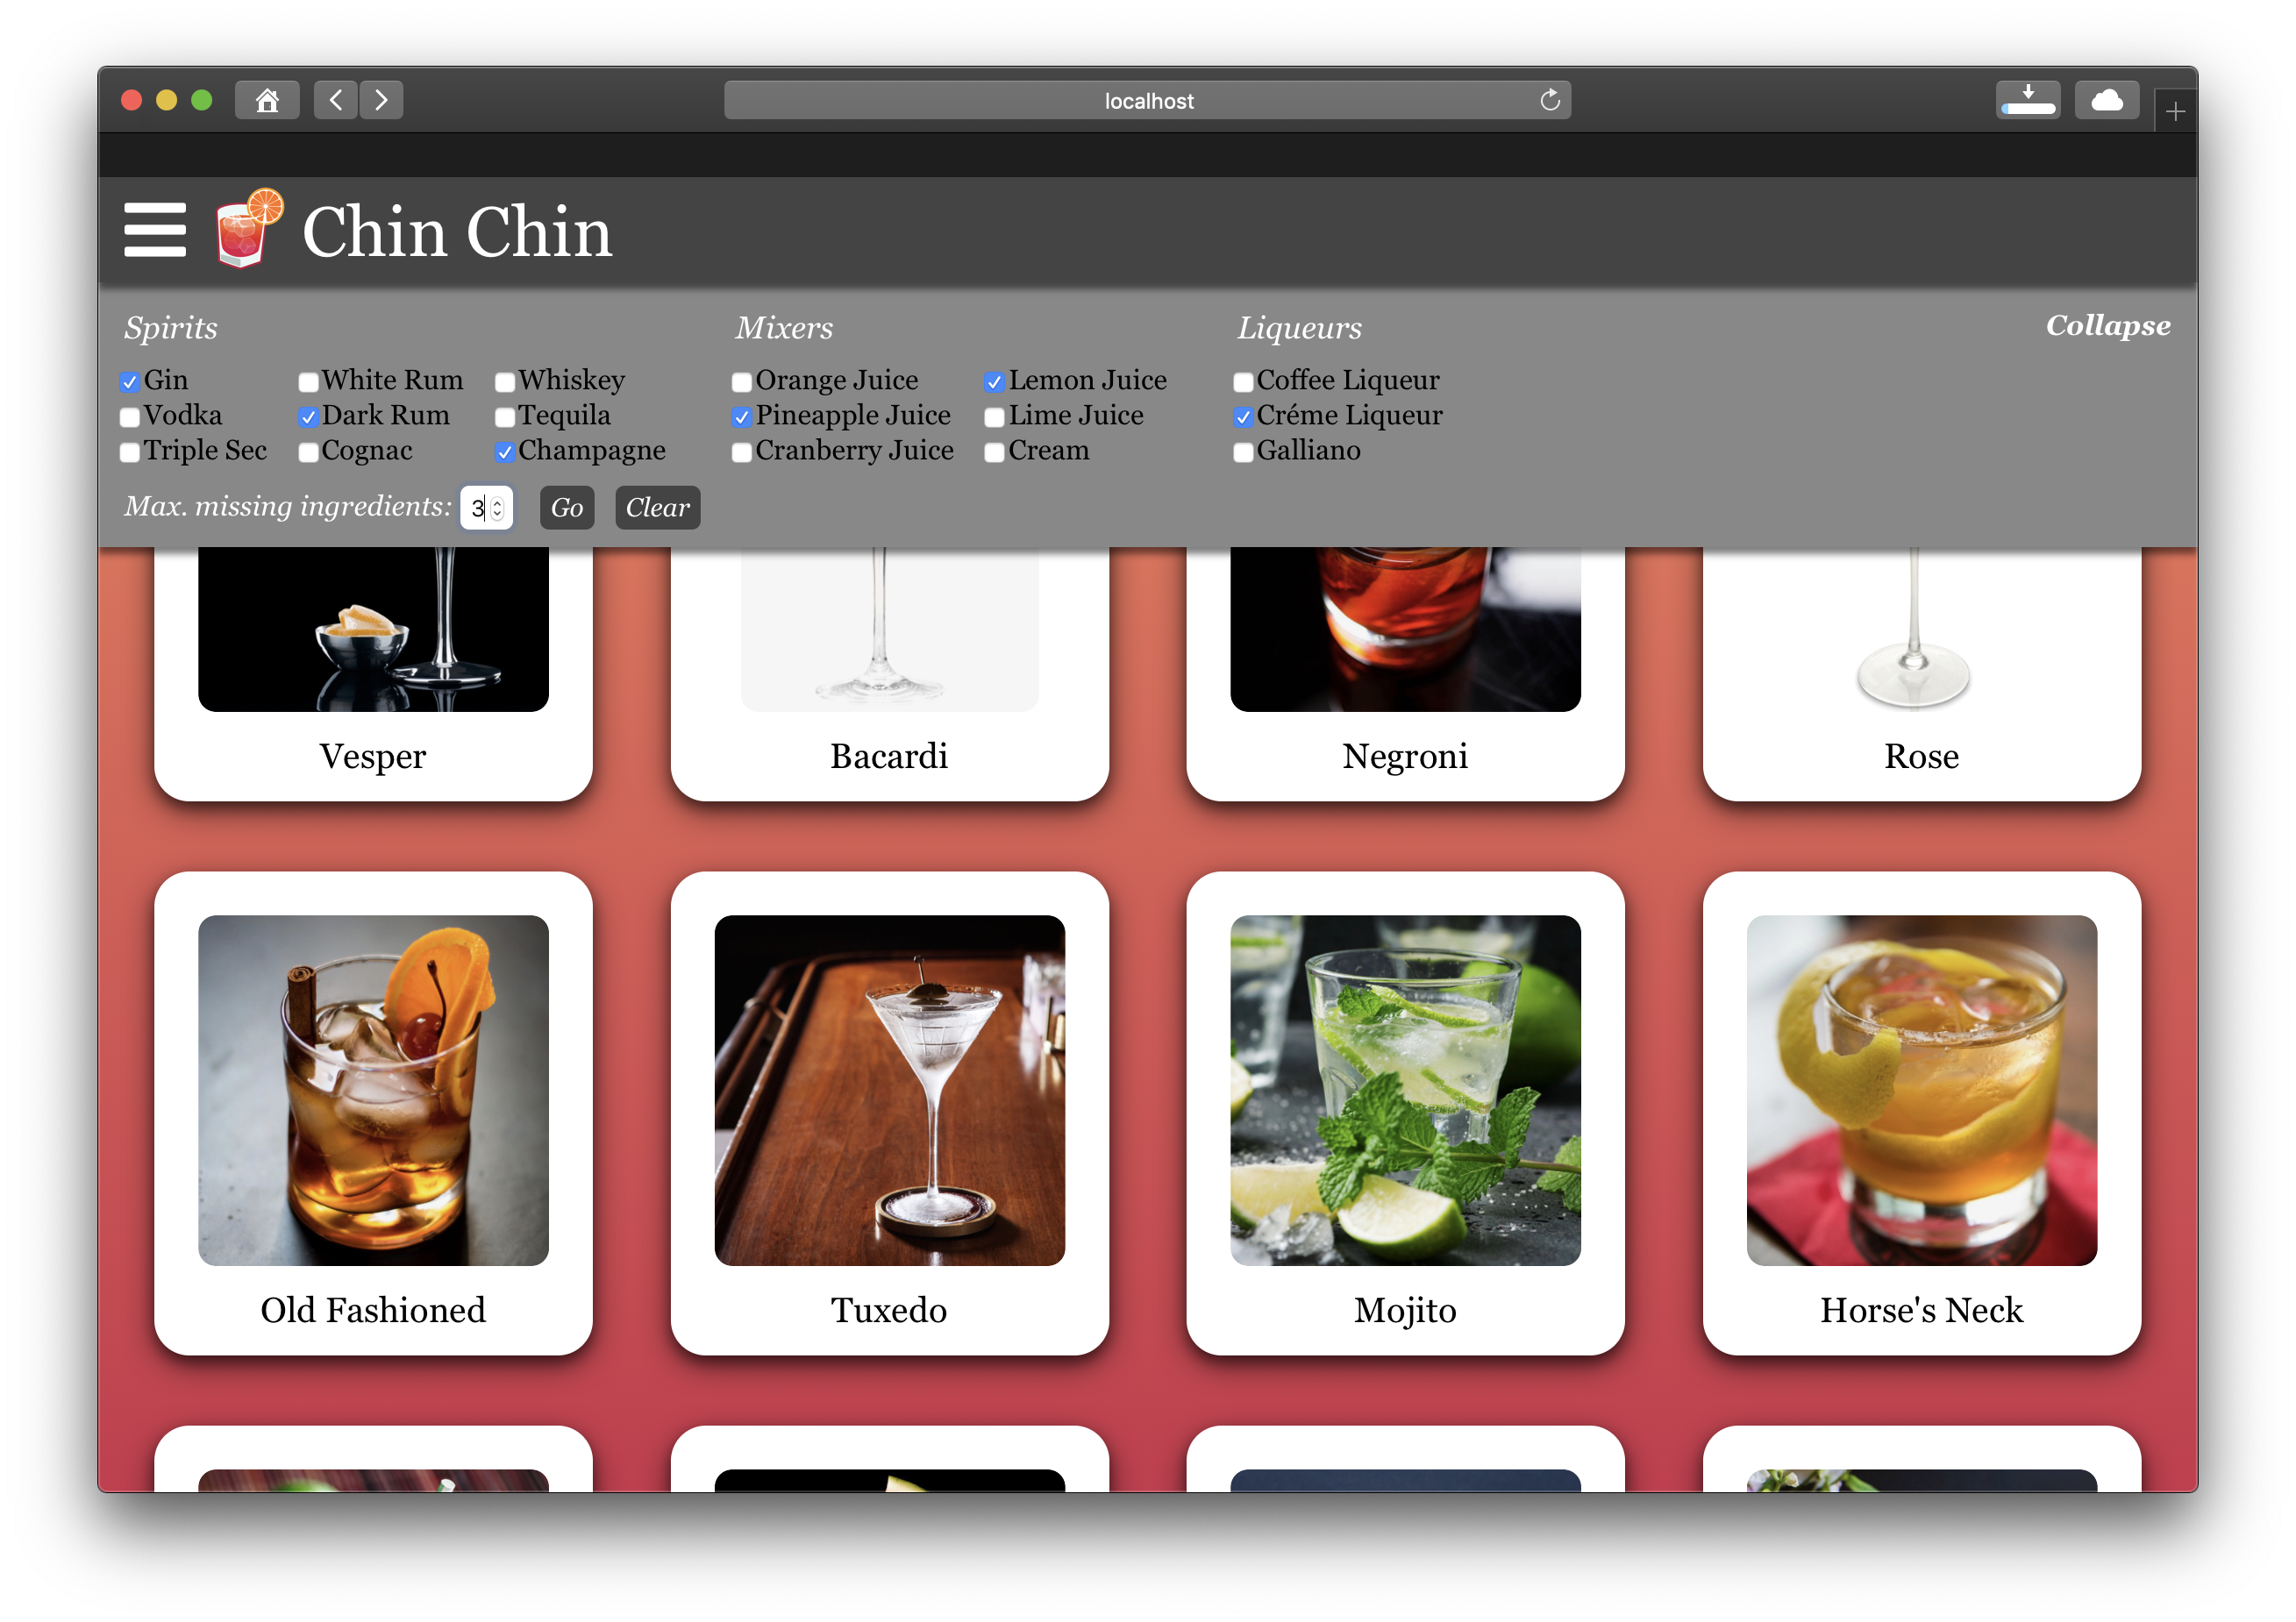 localhost
Chin Chin
Spirits
Mixers
Liqueurs
Collapse
Gin
White Rum
Whiskey
Orange Juice
Lemon Juice
Coffee Liqueur
Vodka
Dark Rum
Tequila
Pineapple Juice
Lime Juice
Créme Liqueur
Triple Sec
Cognac
Champagne
Cranberry Juice
Cream
Galliano
Max. missing ingredients: 3
Go
Clear
Vesper
Bacardi
Negroni
Rose
Old Fashioned
Tuxedo
Mojito
Horse's Neck